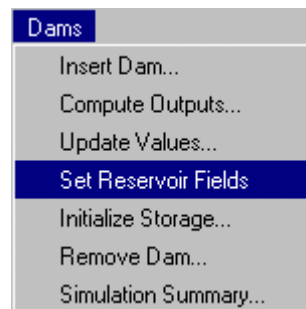 Dams
Insert Dam...
Compute Outputs...
Update Values...
Set Reservoir Fields
Initialize Storage...
Remove Dam...
Simulation Summary...